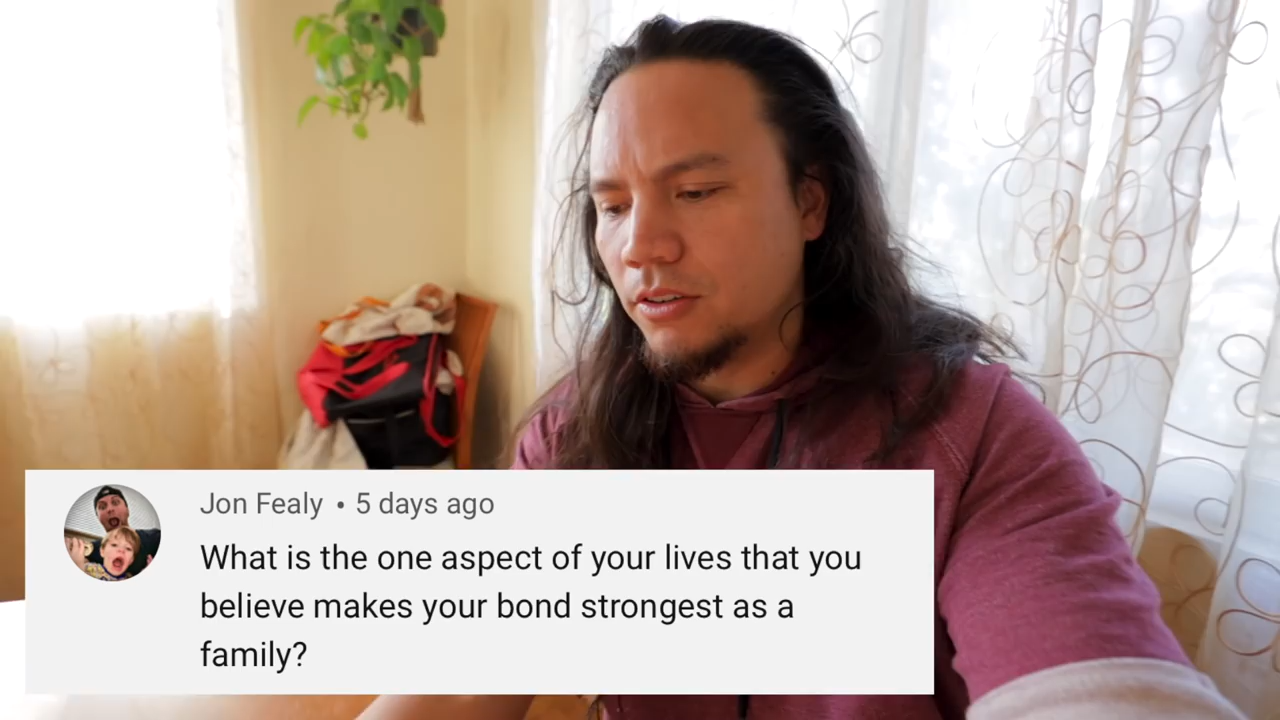 Jon Fealy • 5 days ago
What is the one aspect of your lives that you
believe makes your bond strongest as a
family?